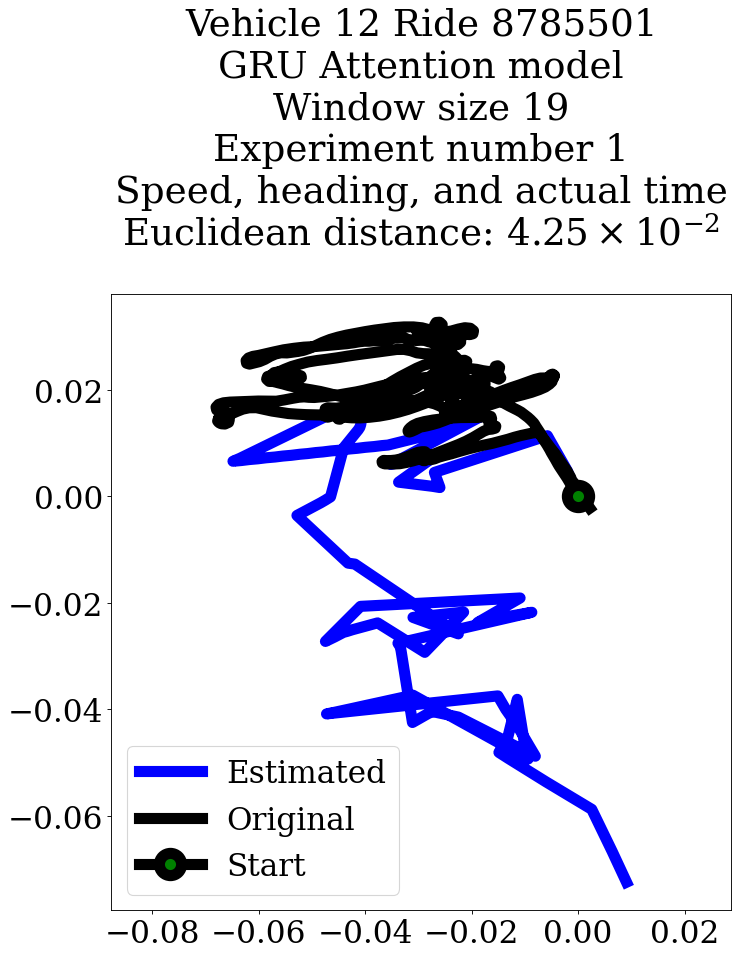 Vehicle 12 Ride 8785501
GRU Attention model
Window size 19
Experiment number 1
Speed, heading, and actual time
Euclidean distance: 4.25 × 10⁻²
0.02
0.00
−0.02
−0.04
−0.06
Estimated
Original
Start
−0.08 −0.06 −0.04 −0.02 0.00 0.02